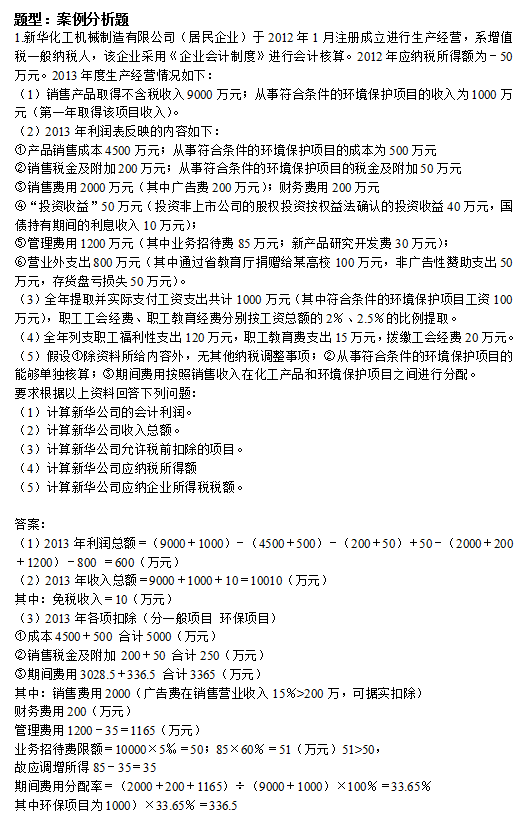 题型：案例分析题
1.新华化工机械制造有限公司（居民企业）于 2012 年 1 月注册成立进行生产经营，系增值
税一般纳税人，该企业采用《企业会计制度》进行会计核算。2012 年应纳税所得额为－50
万元。2013 年度生产经营情况如下：
（1）销售产品取得不含税收入 9000 万元；从事符合条件的环境保护项目的收入为 1000 万
元（第一年取得该项目收入）。
（2）2013 年利润表反映的内容如下：
①产品销售成本 4500 万元；从事符合条件的环境保护项目的成本为 500 万元
②销售税金及附加 200 万元；从事符合条件的环境保护项目的税金及附加 50 万元
③销售费用 2000 万元（其中广告费 200 万元）；财务费用 200 万元
④“投资收益”50 万元（投资非上市公司的股权投资按权益法确认的投资收益 40 万元，国
债持有期间的利息收入 10 万元）；
⑤管理费用 1200 万元（其中业务招待费 85 万元；新产品研究开发费 30 万元）；
⑥营业外支出 800 万元（其中通过省教育厅捐赠给某高校 100 万元，非广告性赞助支出 50
万元，存货盘亏损失 50 万元）。
（3）全年提取并实际支付工资支出共计 1000 万元（其中符合条件的环境保护项目工资 100
万元），职工工会经费、职工教育经费分别按工资总额的 2%、2.5%的比例提取。
（4）全年列支职工福利性支出 120 万元，职工教育费支出 15 万元，拨缴工会经费 20 万元。
（5）假设①除资料所给内容外，无其他纳税调整事项；②从事符合条件的环境保护项目的
能够单独核算；③期间费用按照销售收入在化工产品和环境保护项目之间进行分配。
要求根据以上资料回答下列问题：
（1）计算新华公司的会计利润。
（2）计算新华公司收入总额。
（3）计算新华公司允许税前扣除的项目。
（4）计算新华公司应纳税所得额
（5）计算新华公司应纳企业所得税税额。
答案：
（1）2013 年利润总额＝（9000＋1000）－（4500＋500）－（200＋50）＋50－（2000＋200
＋1200）－800 ＝600（万元）
（2）2013 年收入总额＝9000＋1000＋10＝10010（万元）
其中：免税收入＝10（万元）
（3）2013 年各项扣除（分一般项目 环保项目）
①成本 4500＋500 合计 5000（万元）
②销售税金及附加 200＋50 合计 250（万元）
③期间费用 3028.5＋336.5 合计 3365（万元）
其中：销售费用 2000（广告费在销售营业收入 15%>200 万，可据实扣除）
财务费用 200（万元）
管理费用 1200－35＝1165（万元）
业务招待费限额＝10000×5‰＝50；85×60%＝51（万元）51>50，
故应调增所得 85－35＝35
期间费用分配率＝（2000＋200＋1165）÷（9000＋1000）×100%＝33.65%
其中环保项目为 1000）×33.65%＝336.5